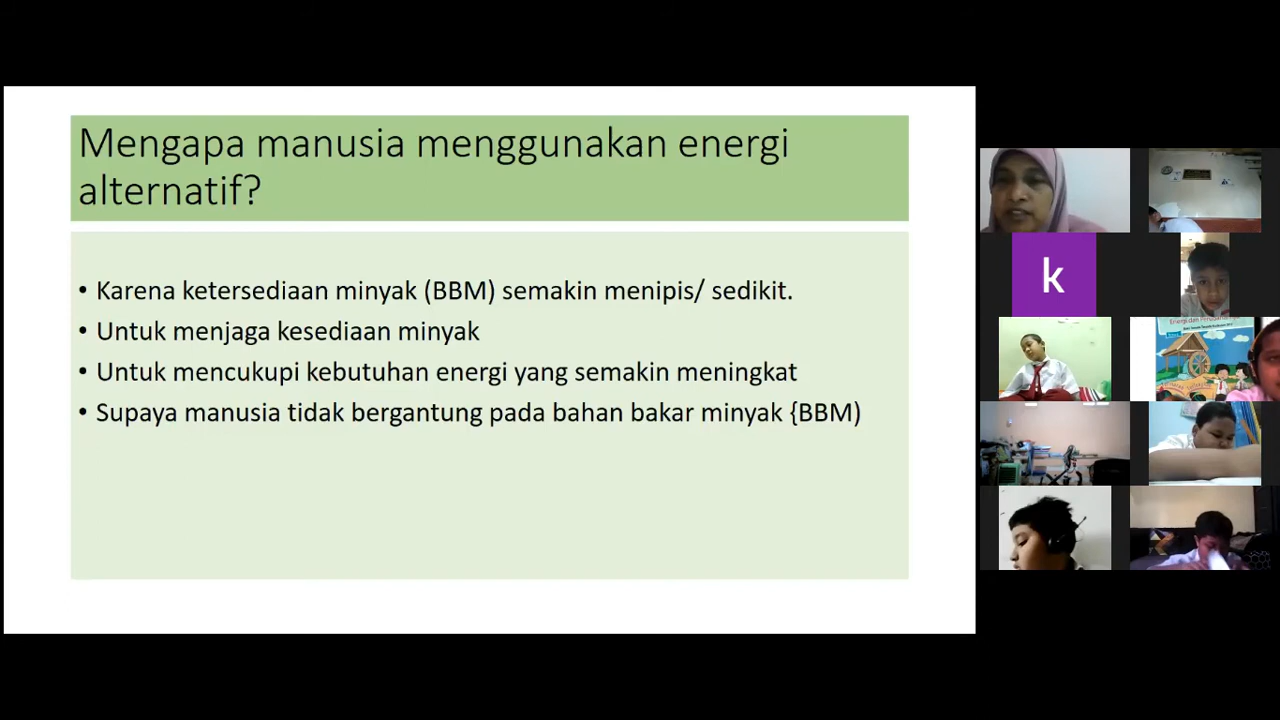 Mengapa manusia menggunakan energi
alternatif?
• Karena ketersediaan minyak (BBM) semakin menipis/ sedikit.
• Untuk menjaga kesediaan minyak
• Untuk mencukupi kebutuhan energi yang semakin meningkat
• Supaya manusia tidak bergantung pada bahan bakar minyak {BBM)
k